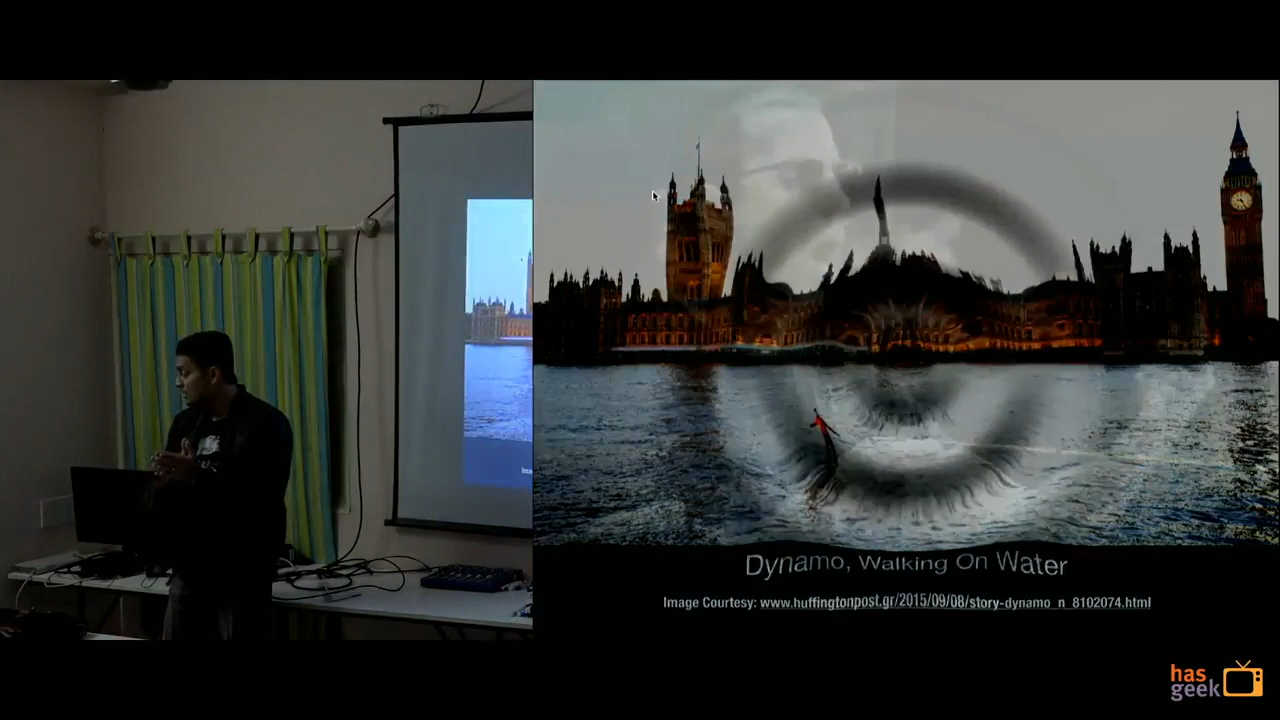 Dynamo, Walking On Water
Image Courtesy: www.huffingtonpost.gr/2015/09/08/story-dynamo_n_8102074.html
has
geek